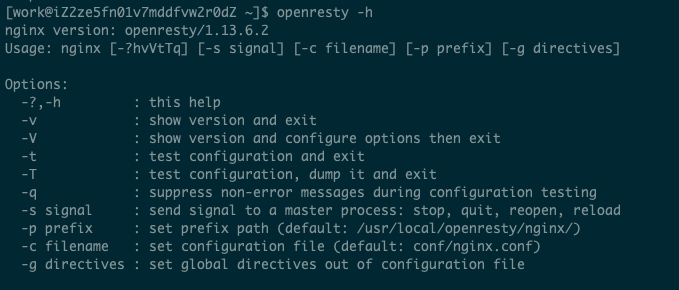 [work@iZ2ze5fn01v7mddfvw2r0dZ ~]$ openresty -h
nginx version: openresty/1.13.6.2
Usage: nginx [-?hvVtTq] [-s signal] [-c filename] [-p prefix] [-g directives]

Options:
  -?,-h         : this help
  -v            : show version and exit
  -V            : show version and configure options then exit
  -t            : test configuration and exit
  -T            : test configuration, dump it and exit
  -q            : suppress non-error messages during configuration testing
  -s signal     : send signal to a master process: stop, quit, reopen, reload
  -p prefix     : set prefix path (default: /usr/local/openresty/nginx/)
  -c filename   : set configuration file (default: conf/nginx.conf)
  -g directives : set global directives out of configuration file